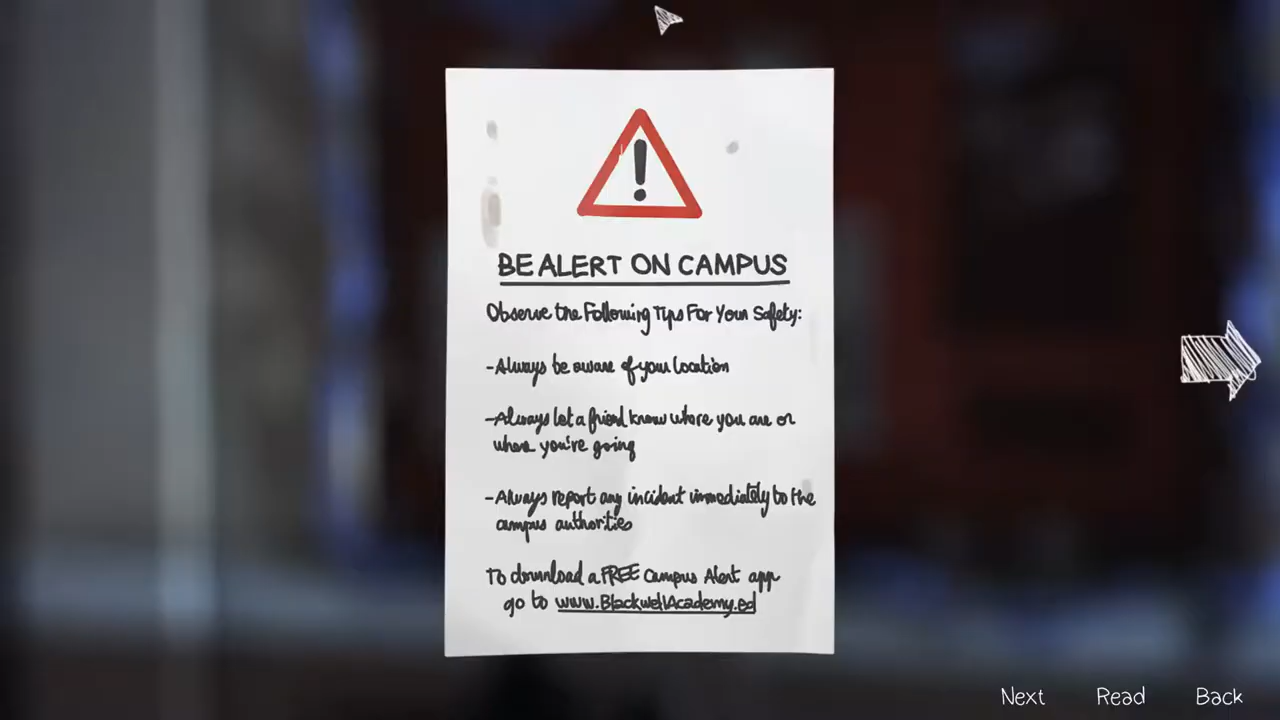 !
BE ALERT ON CAMPUS
Observe the Following Tips For Your Safety:
-Always be aware of your location
-Always let a friend know where you are or
where you're going
-Always report any incident immediately to the
campus authorities
To download a FREE Campus Alert app
go to www.BlackwellAcademy.ed
Next Read Back